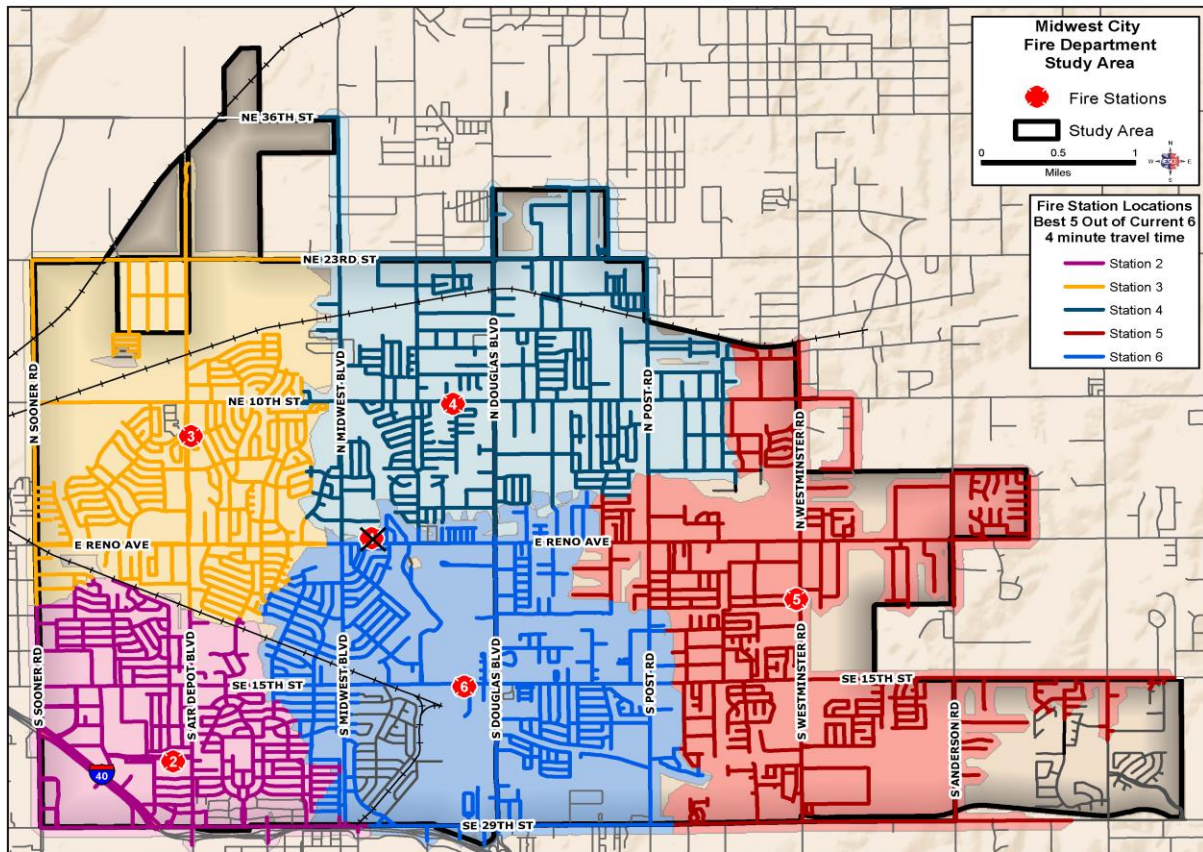 Midwest City
Fire Department
Study Area
Fire Stations
Study Area
0 0.5 1
Miles
N
W E
S
ESCI
Fire Station Locations
Best 5 Out of Current 6
4 minute travel time
Station 2
Station 3
Station 4
Station 5
Station 6
NE 36TH ST
NE 23RD ST
N SOONER RD
NE 10TH ST
N MIDWEST BLVD
N DOUGLAS BLVD
N POST RD
N WESTMINSTER RD
4
3
E RENO AVE
E RENO AVE
5
S SOONER RD
S AIR DEPOT BLVD
SE 15TH ST
S MIDWEST BLVD
6
S DOUGLAS BLVD
S POST RD
S WESTMINSTER RD
SE 15TH ST
S ANDERSON RD
2
40
SE 29TH ST